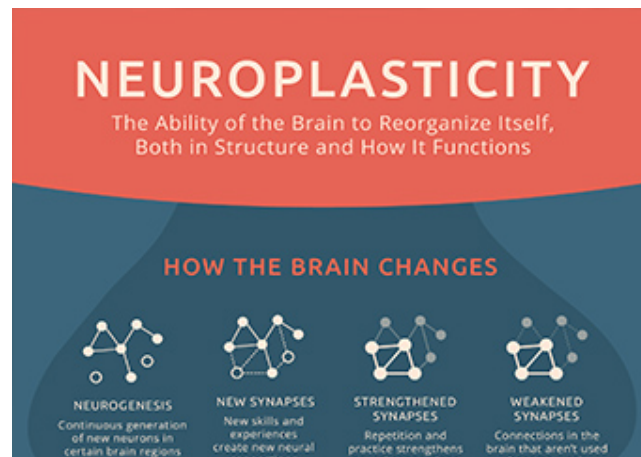 NEUROPLASTICITY
The Ability of the Brain to Reorganize Itself,
Both in Structure and How It Functions
HOW THE BRAIN CHANGES
NEUROGENESIS
Continuous generation
of new neurons in
certain brain regions
NEW SYNAPSES
New skills and
experiences
create new neural
STRENGTHENED
SYNAPSES
Repetition and
practice strengthens
WEAKENED
SYNAPSES
Connections in the
brain that aren't used